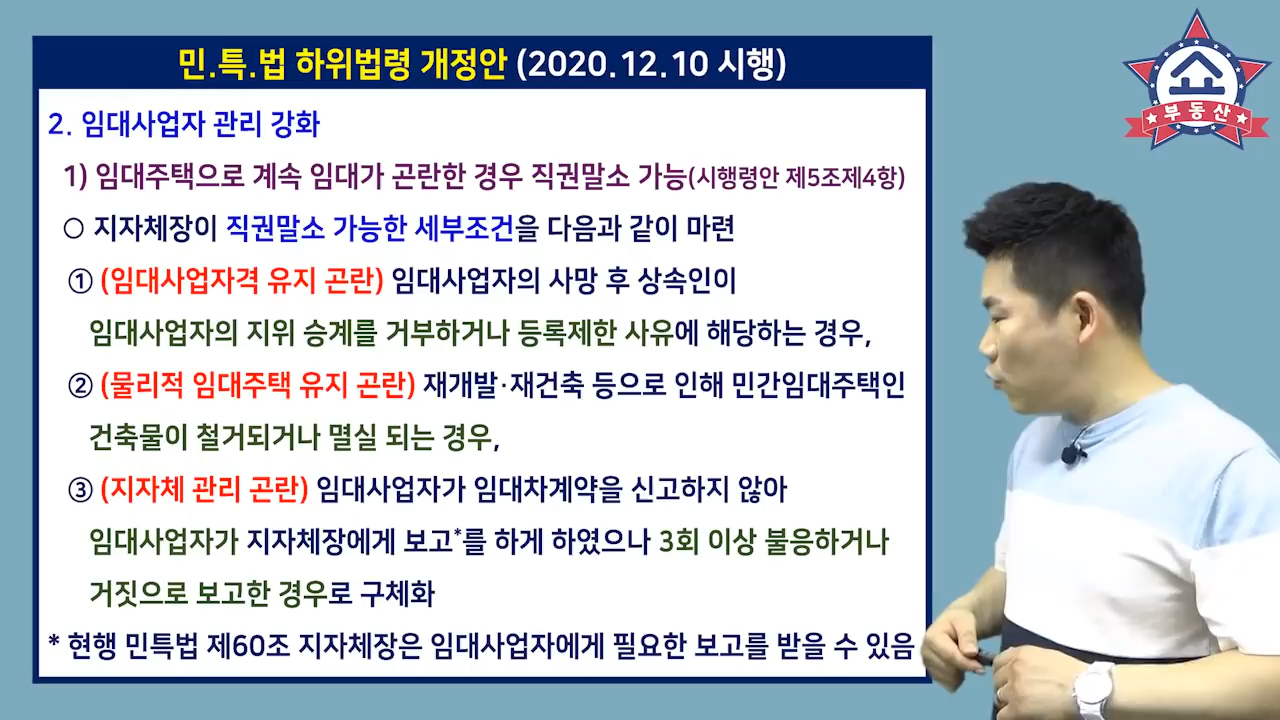 민.특.법 하위법령 개정안 (2020.12.10 시행)
부동산
2. 임대사업자 관리 강화
1) 임대주택으로 계속 임대가 곤란한 경우 직권말소 가능(시행령안 제5조제4항)
○ 지자체장이 직권말소 가능한 세부조건을 다음과 같이 마련
① (임대사업자격 유지 곤란) 임대사업자의 사망 후 상속인이
임대사업자의 지위 승계를 거부하거나 등록제한 사유에 해당하는 경우,
② (물리적 임대주택 유지 곤란) 재개발·재건축 등으로 인해 민간임대주택인
건축물이 철거되거나 멸실 되는 경우,
③ (지자체 관리 곤란) 임대사업자가 임대차계약을 신고하지 않아
임대사업자가 지자체장에게 보고*를 하게 하였으나 3회 이상 불응하거나
거짓으로 보고한 경우로 구체화
* 현행 민특법 제60조 지자체장은 임대사업자에게 필요한 보고를 받을 수 있음